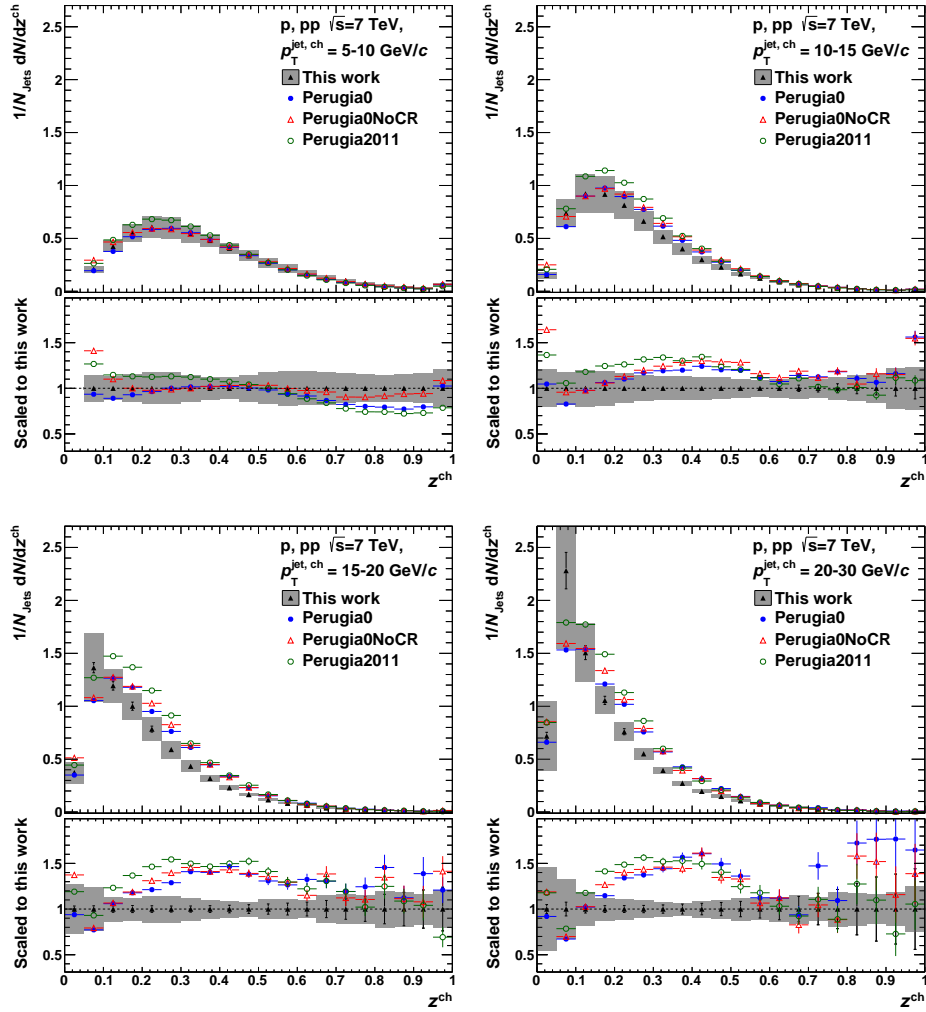 p, pp √s=7 TeV,
p_T^jet, ch = 5-10 GeV/c
This work
Perugia0
Perugia0NoCR
Perugia2011
1/N_Jets dN/dz^ch
2.5
2
1.5
1
0.5
Scaled to this work
1.5
1
0.5
0 0.1 0.2 0.3 0.4 0.5 0.6 0.7 0.8 0.9 1
z^ch
p, pp √s=7 TeV,
p_T^jet, ch = 10-15 GeV/c
This work
Perugia0
Perugia0NoCR
Perugia2011
1/N_Jets dN/dz^ch
2.5
2
1.5
1
0.5
Scaled to this work
1.5
1
0.5
0 0.1 0.2 0.3 0.4 0.5 0.6 0.7 0.8 0.9 1
z^ch
p, pp √s=7 TeV,
p_T^jet, ch = 15-20 GeV/c
This work
Perugia0
Perugia0NoCR
Perugia2011
1/N_Jets dN/dz^ch
2.5
2
1.5
1
0.5
0
Scaled to this work
1.5
1
0.5
0 0.1 0.2 0.3 0.4 0.5 0.6 0.7 0.8 0.9 1
z^ch
p, pp √s=7 TeV,
p_T^jet, ch = 20-30 GeV/c
This work
Perugia0
Perugia0NoCR
Perugia2011
1/N_Jets dN/dz^ch
2.5
2
1.5
1
0.5
0
Scaled to this work
1.5
1
0.5
0 0.1 0.2 0.3 0.4 0.5 0.6 0.7 0.8 0.9 1
z^ch